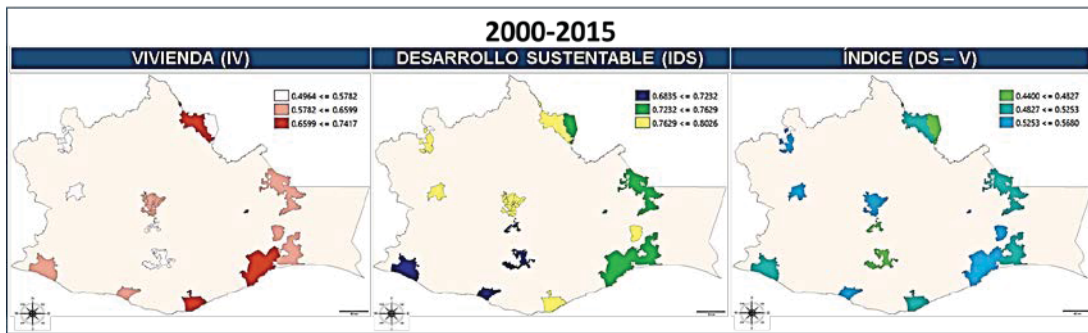 2000-2015
VIVIENDA (IV)
0.4964 <= 0.5782
0.5782 <= 0.6599
0.6599 <= 0.7417
DESARROLLO SUSTENTABLE (IDS)
0.6835 <= 0.7232
0.7232 <= 0.7629
0.7629 <= 0.8026
ÍNDICE (DS – V)
0.4400 <= 0.4827
0.4827 <= 0.5253
0.5253 <= 0.5680